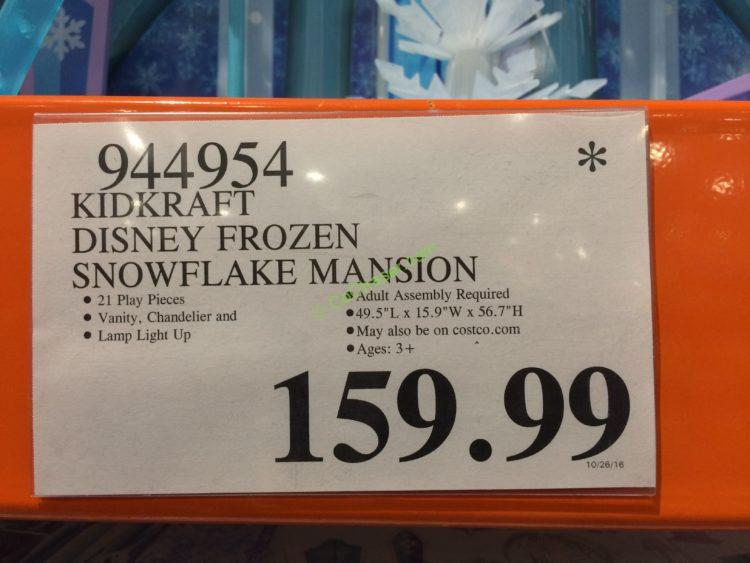 944954 *
KIDKRAFT
DISNEY FROZEN
SNOWFLAKE MANSION
• 21 Play Pieces
• Vanity, Chandelier and
• Lamp Light Up
• Adult Assembly Required
• 49.5"L x 15.9"W x 56.7"H
• May also be on costco.com
• Ages: 3+
159.99
10/26/16